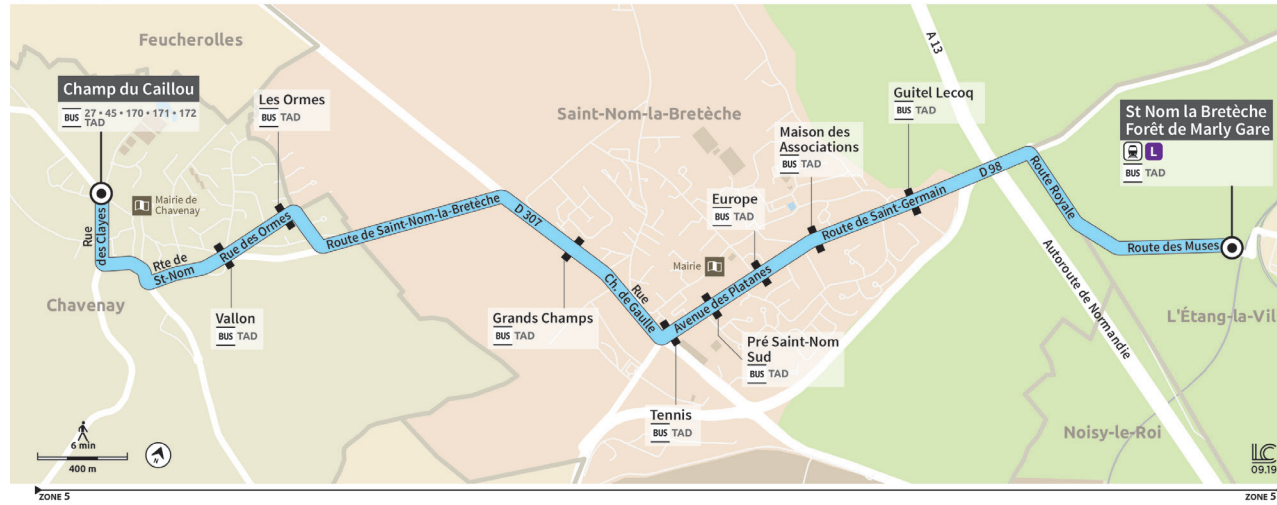 Feucherolles
Champ du Caillou
BUS 27 • 45 • 170 • 171 • 172
TAD
Les Ormes
BUS TAD
Mairie de
Chavenay
Rue
des Clayes
Rte de
St-Nom
Rue des Ormes
Route de Saint-Nom-la-Bretèche
Chavenay
Vallon
BUS TAD
Saint-Nom-la-Bretèche
D 307
Grands Champs
BUS TAD
Rue
Ch. de Gaulle
Tennis
BUS TAD
Mairie
Avenue des Platanes
Pré Saint-Nom
Sud
BUS TAD
Europe
BUS TAD
Maison des
Associations
BUS TAD
Route de Saint-Germain
Guitel Lecoq
BUS TAD
D 98
A 13
Autoroute de Normandie
Route Royale
Route des Muses
St Nom la Bretèche
Forêt de Marly Gare
L
BUS TAD
L'Étang-la-Vil
Noisy-le-Roi
6 min
400 m
N
LC
09.19
ZONE 5
ZONE 5